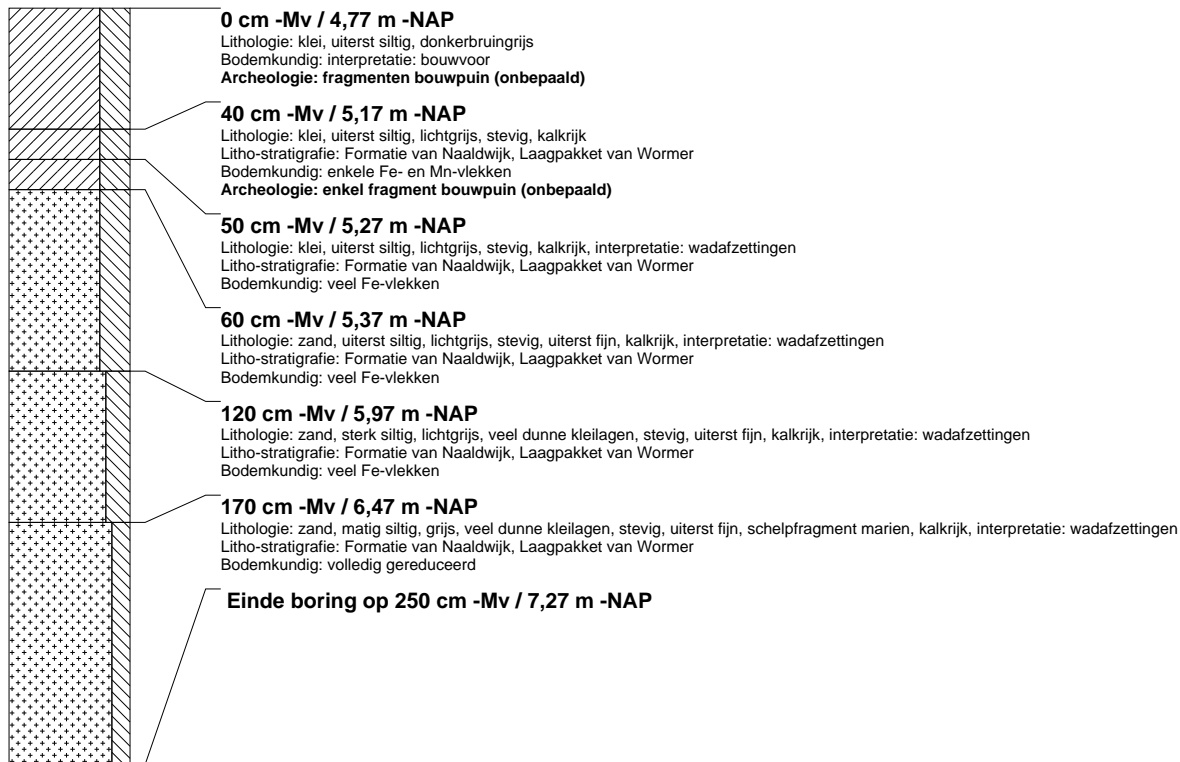 0 cm -Mv / 4,77 m -NAP
Lithologie: klei, uiterst siltig, donkerbruingrijs
Bodemkundig: interpretatie: bouwvoor
Archeologie: fragmenten bouwpuin (onbepaald)
40 cm -Mv / 5,17 m -NAP
Lithologie: klei, uiterst siltig, lichtgrijs, stevig, kalkrijk
Litho-stratigrafie: Formatie van Naaldwijk, Laagpakket van Wormer
Bodemkundig: enkele Fe- en Mn-vlekken
Archeologie: enkel fragment bouwpuin (onbepaald)
50 cm -Mv / 5,27 m -NAP
Lithologie: klei, uiterst siltig, lichtgrijs, stevig, kalkrijk, interpretatie: wadafzettingen
Litho-stratigrafie: Formatie van Naaldwijk, Laagpakket van Wormer
Bodemkundig: veel Fe-vlekken
60 cm -Mv / 5,37 m -NAP
Lithologie: zand, uiterst siltig, lichtgrijs, stevig, uiterst fijn, kalkrijk, interpretatie: wadafzettingen
Litho-stratigrafie: Formatie van Naaldwijk, Laagpakket van Wormer
Bodemkundig: veel Fe-vlekken
120 cm -Mv / 5,97 m -NAP
Lithologie: zand, sterk siltig, lichtgrijs, veel dunne kleilagen, stevig, uiterst fijn, kalkrijk, interpretatie: wadafzettingen
Litho-stratigrafie: Formatie van Naaldwijk, Laagpakket van Wormer
Bodemkundig: veel Fe-vlekken
170 cm -Mv / 6,47 m -NAP
Lithologie: zand, matig siltig, grijs, veel dunne kleilagen, stevig, uiterst fijn, schelpfragment marien, kalkrijk, interpretatie: wadafzettingen
Litho-stratigrafie: Formatie van Naaldwijk, Laagpakket van Wormer
Bodemkundig: volledig gereduceerd
Einde boring op 250 cm -Mv / 7,27 m -NAP